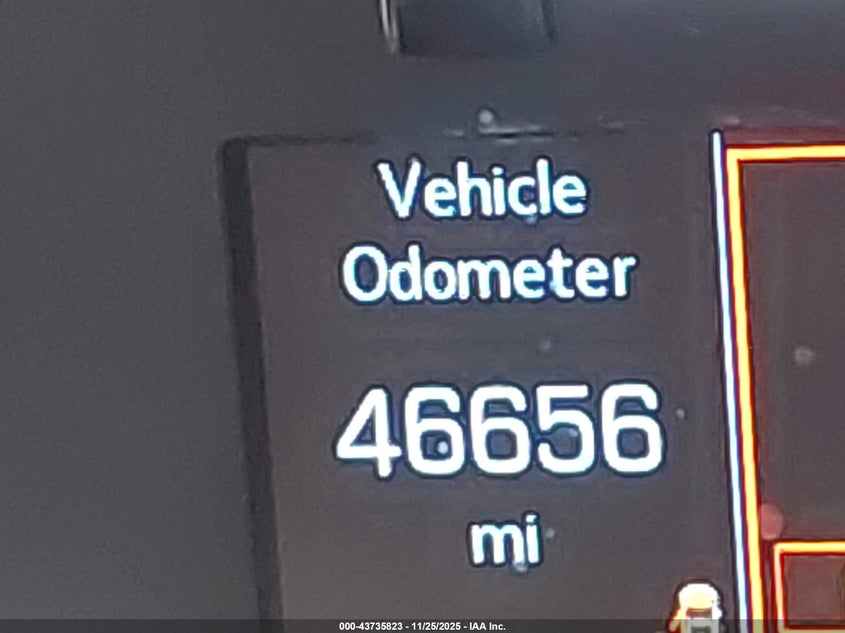 Vehicle
Odometer
46656
mi
000-43735823 - 11/25/2025 - IAA Inc.